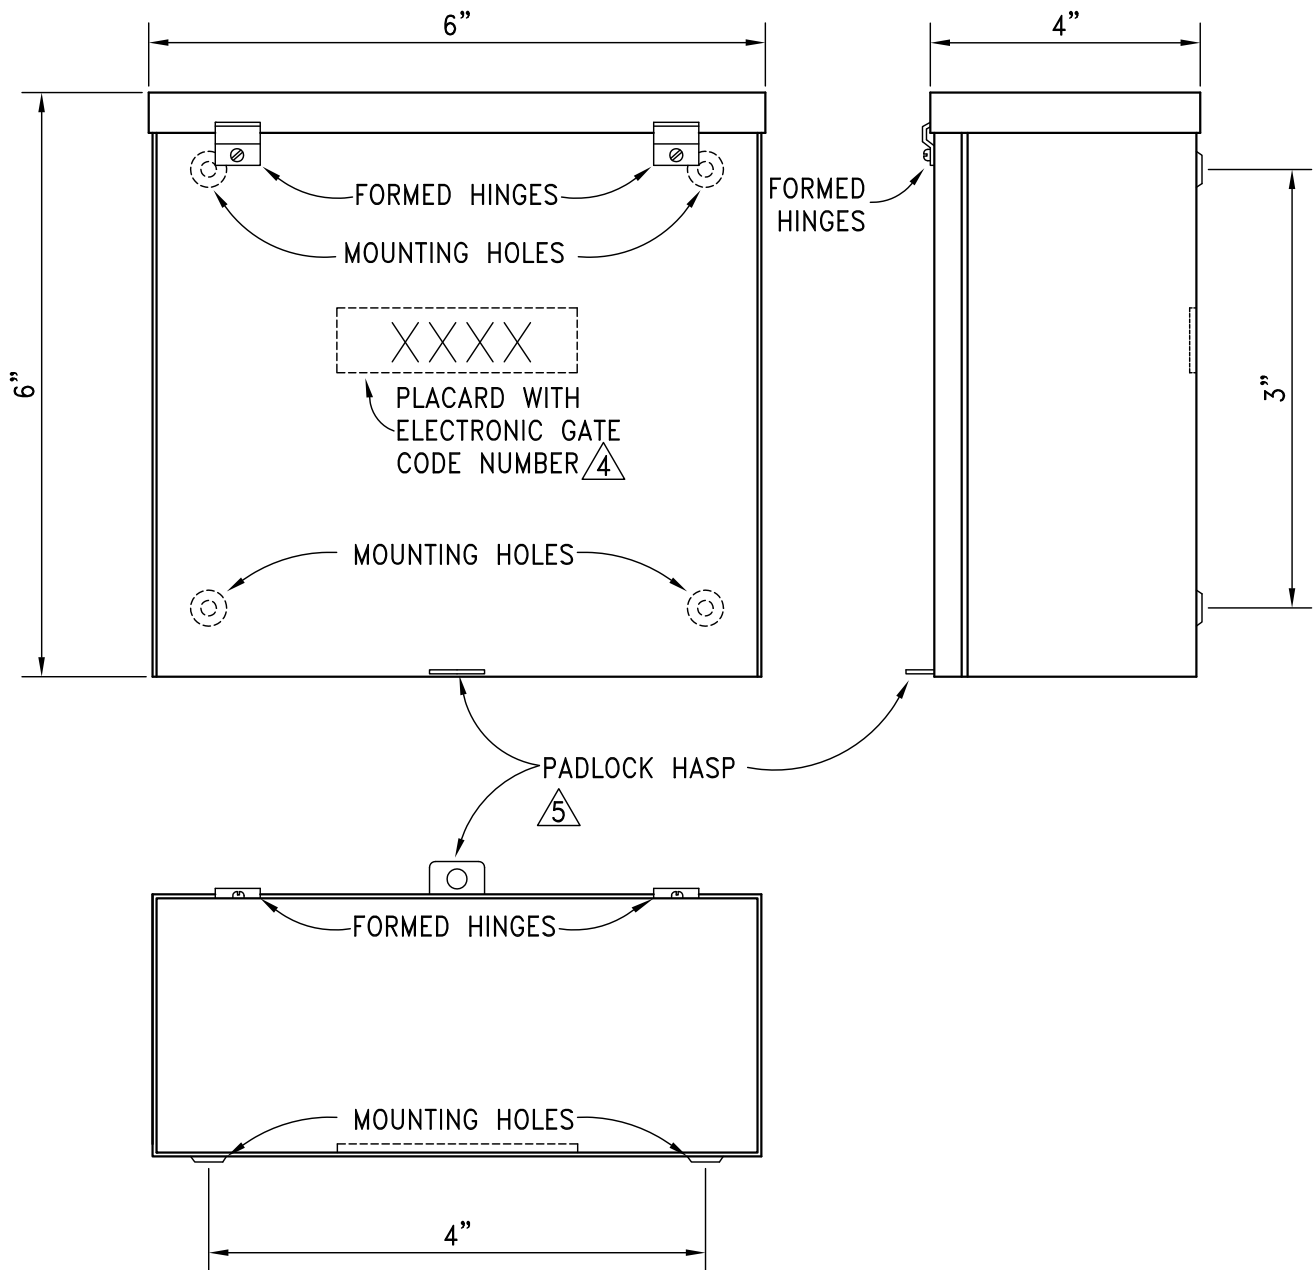 6”
4”
FORMED HINGES
FORMED
HINGES
MOUNTING HOLES
XXXX
6”
3”
PLACARD WITH
ELECTRONIC GATE
CODE NUMBER 4
MOUNTING HOLES
PADLOCK HASP
5
FORMED HINGES
MOUNTING HOLES
4”